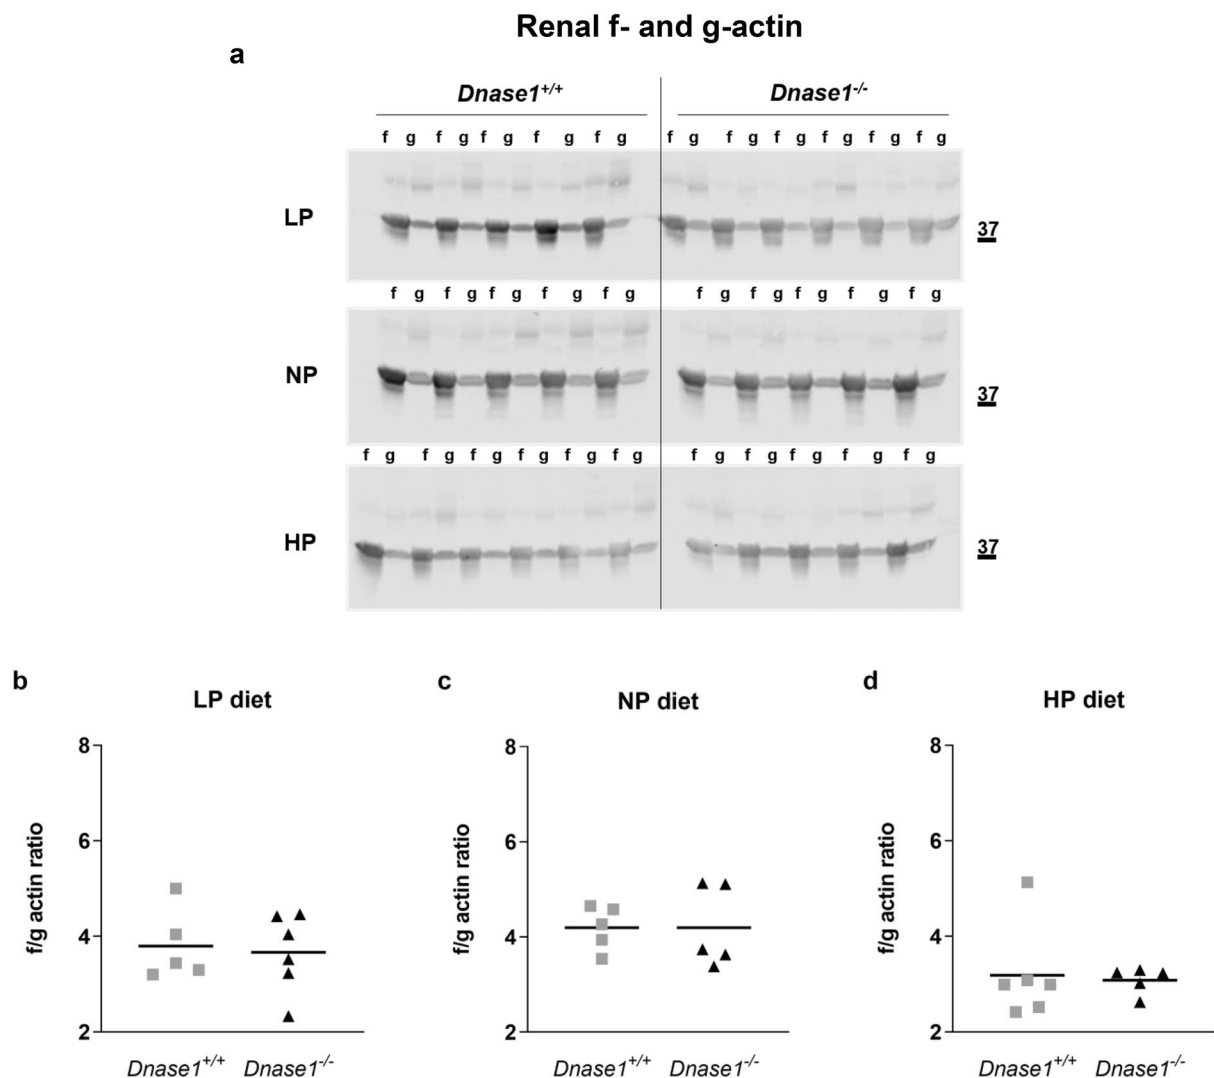 Renal f- and g-actin
a
Dnase1+/+ Dnase1-/-
f g f g f g f g f g f g f g f g f g f g f g
LP 37
f g f g f g f g f g f g f g f g f g f g
NP 37
f g f g f g f g f g f g f g f g f g f g f g
HP 37
b c d
LP diet NP diet HP diet
8 8 8
6 6 6
4 4 4
2 2 2
f/g actin ratio f/g actin ratio f/g actin ratio
Dnase1+/+ Dnase1-/- Dnase1+/+ Dnase1-/- Dnase1+/+ Dnase1-/-